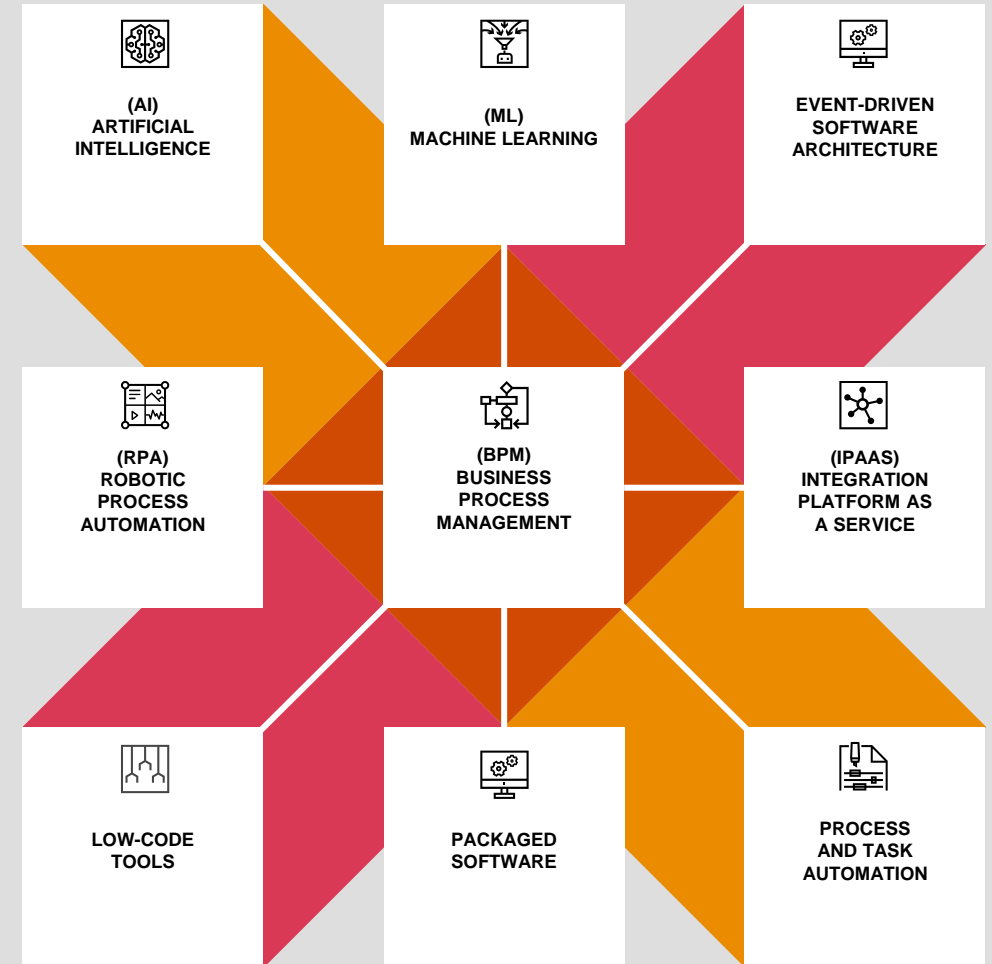 (AI)
ARTIFICIAL
INTELLIGENCE
(ML)
MACHINE LEARNING
EVENT-DRIVEN
SOFTWARE
ARCHITECTURE
(RPA)
ROBOTIC
PROCESS
AUTOMATION
(BPM)
BUSINESS
PROCESS
MANAGEMENT
(IPAAS)
INTEGRATION
PLATFORM AS
A SERVICE
LOW-CODE
TOOLS
PACKAGED
SOFTWARE
PROCESS
AND TASK
AUTOMATION